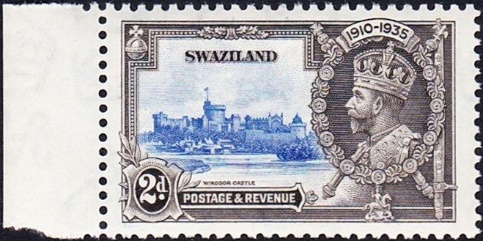 1910-1935
SWAZILAND
WINDSOR CASTLE
2d.
POSTAGE & REVENUE